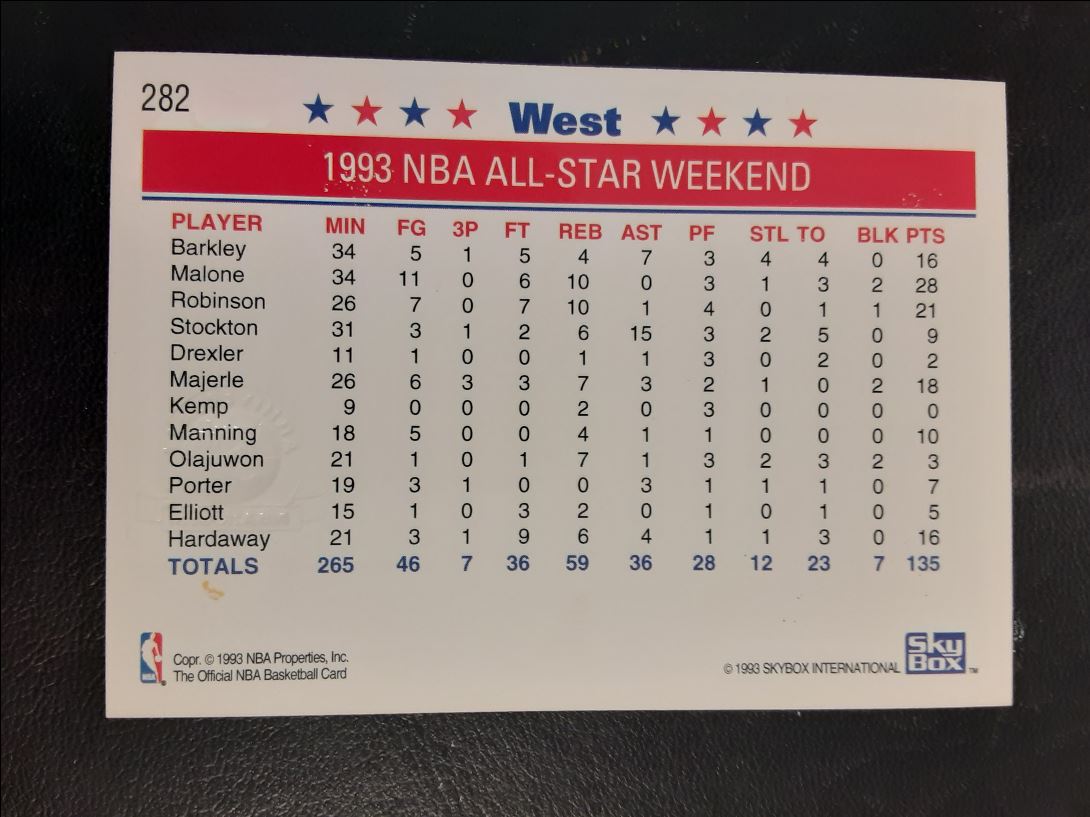 282
★ ★ ★ ★ West ★ ★ ★ ★
1993 NBA ALL-STAR WEEKEND
PLAYER MIN FG 3P FT REB AST PF STL TO BLK PTS
Barkley 34 5 1 5 4 7 3 4 4 0 16
Malone 34 11 0 6 10 0 3 1 3 2 28
Robinson 26 7 0 7 10 1 4 0 1 1 21
Stockton 31 3 1 2 6 15 3 2 5 0 9
Drexler 11 1 0 0 1 1 3 0 2 0 2
Majerle 26 6 3 3 7 3 2 1 0 2 18
Kemp 9 0 0 0 2 0 3 0 0 0 0
Manning 18 5 0 0 4 1 1 0 0 0 10
Olajuwon 21 1 0 1 7 1 3 2 3 2 3
Porter 19 3 1 0 0 3 1 1 1 0 7
Elliott 15 1 0 3 2 0 1 0 1 0 5
Hardaway 21 3 1 9 6 4 1 1 3 0 16
TOTALS 265 46 7 36 59 36 28 12 23 7 135
NBA
Copr. © 1993 NBA Properties, Inc.
The Official NBA Basketball Card
© 1993 SKYBOX INTERNATIONAL
Sky
Box ™